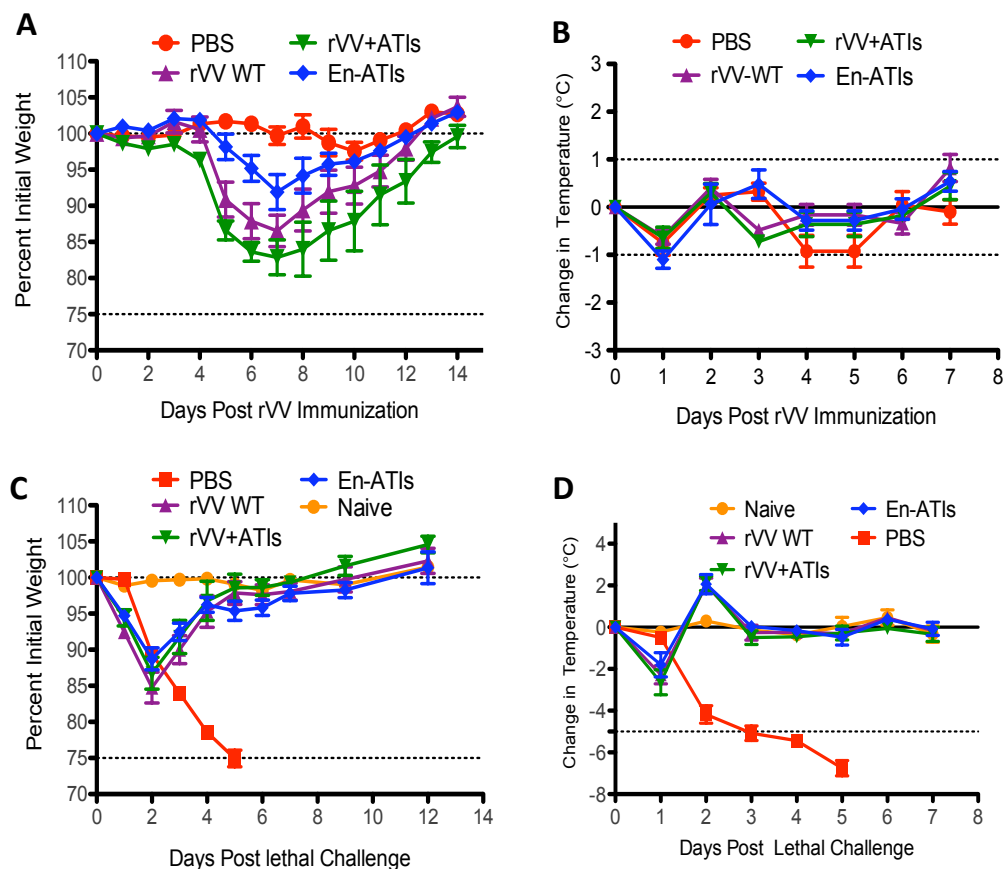 A
PBS
rVV+ATIs
rVV WT
En-ATIs
110
105
100
95
90
85
80
75
70
Percent Initial Weight
0
2
4
6
8
10
12
14
Days Post rVV Immunization
B
PBS
rVV+ATIs
rVV-WT
En-ATIs
3
2
1
0
-1
-2
-3
Change in Temperature (°C)
0
1
2
3
4
5
6
7
8
Days Post rVV Immunization
C
PBS
En-ATIs
rVV WT
Naive
rVV+ATIs
110
105
100
95
90
85
80
75
70
Percent Initial Weight
0
2
4
6
8
10
12
14
Days Post lethal Challenge
D
Naive
En-ATIs
rVV WT
PBS
rVV+ATIs
4
2
0
-2
-4
-6
-8
Change in Temperature (°C)
0
1
2
3
4
5
6
7
8
Days Post Lethal Challenge